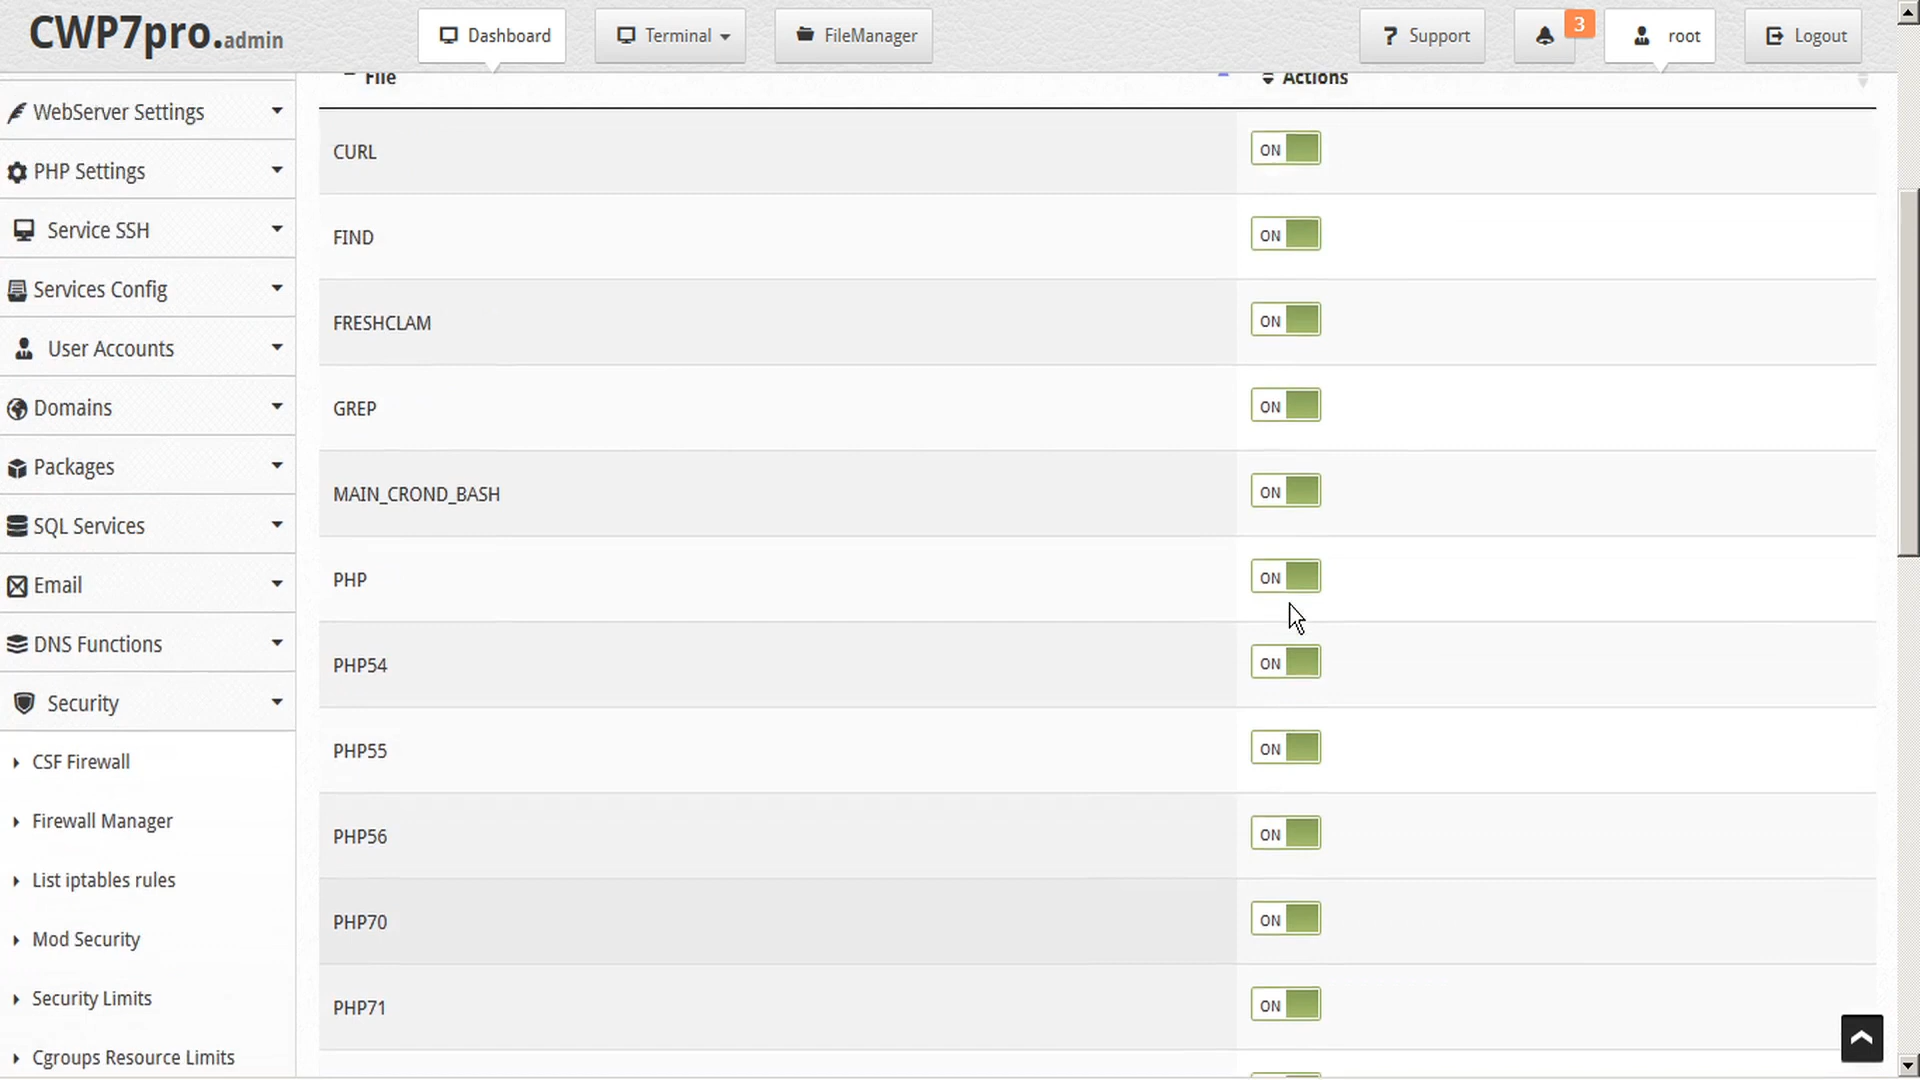 CWP7pro.admin
Dashboard
Terminal
FileManager
? Support
3
root
Logout
File
Actions
WebServer Settings
PHP Settings
Service SSH
Services Config
User Accounts
Domains
Packages
SQL Services
Email
DNS Functions
Security
CSF Firewall
Firewall Manager
List iptables rules
Mod Security
Security Limits
Cgroups Resource Limits
CURL ON
FIND ON
FRESHCLAM ON
GREP ON
MAIN_CROND_BASH ON
PHP ON
PHP54 ON
PHP55 ON
PHP56 ON
PHP70 ON
PHP71 ON